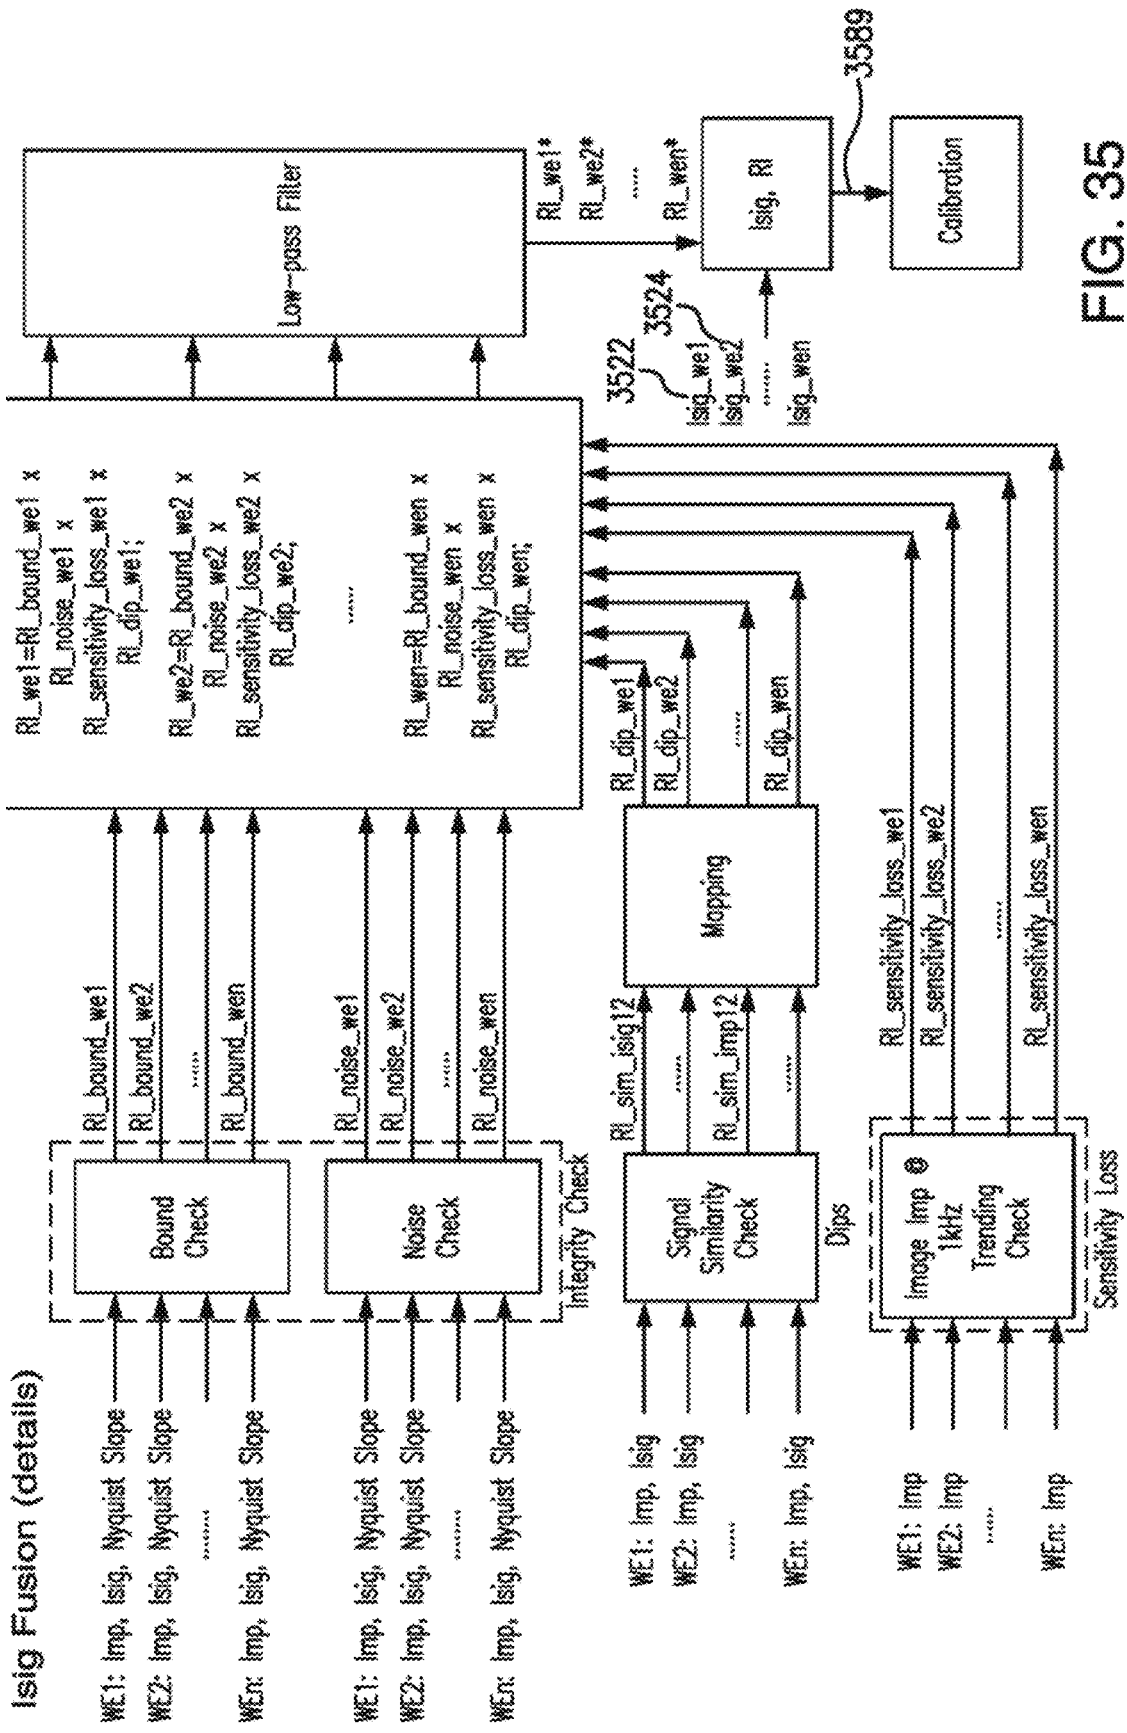 Isig Fusion (details)
WE1: Imp, Isig, Nyquist Slope
WE2: Imp, Isig, Nyquist Slope
........
WEn: Imp, Isig, Nyquist Slope
Bound
Check
RI_bound_we1
RI_bound_we2
......
RI_bound_wen
WE1: Imp, Isig, Nyquist Slope
WE2: Imp, Isig, Nyquist Slope
........
WEn: Imp, Isig, Nyquist Slope
Noise
Check
Integrity Check
RI_noise_we1
RI_noise_we2
......
RI_noise_wen
RI_we1=RI_bound_we1 x
RI_noise_we1 x
RI_sensitivity_loss_we1 x
RI_dip_we1;
RI_we2=RI_bound_we2 x
RI_noise_we2 x
RI_sensitivity_loss_we2 x
RI_dip_we2;
......
RI_wen=RI_bound_wen x
RI_noise_wen x
RI_sensitivity_loss_wen x
RI_dip_wen;
Low-pass Filter
RI_we1*
RI_we2*
......
RI_wen*
WE1: Imp, Isig
WE2: Imp, Isig
......
WEn: Imp, Isig
Signal
Similarity
Check
Dips
RI_sim_isig12
......
RI_sim_imp12
......
Mapping
RI_dip_we1
RI_dip_we2
......
RI_dip_wen
3522
3524
Isig_we1
Isig_we2
.......
Isig_wen
Isig, RI
3589
Calibration
WE1: Imp
WE2: Imp
......
WEn: Imp
Image Imp @
1kHz
Trending
Check
Sensitivity Loss
RI_sensitivity_loss_we1
RI_sensitivity_loss_we2
......
RI_sensitivity_loss_wen
FIG. 35